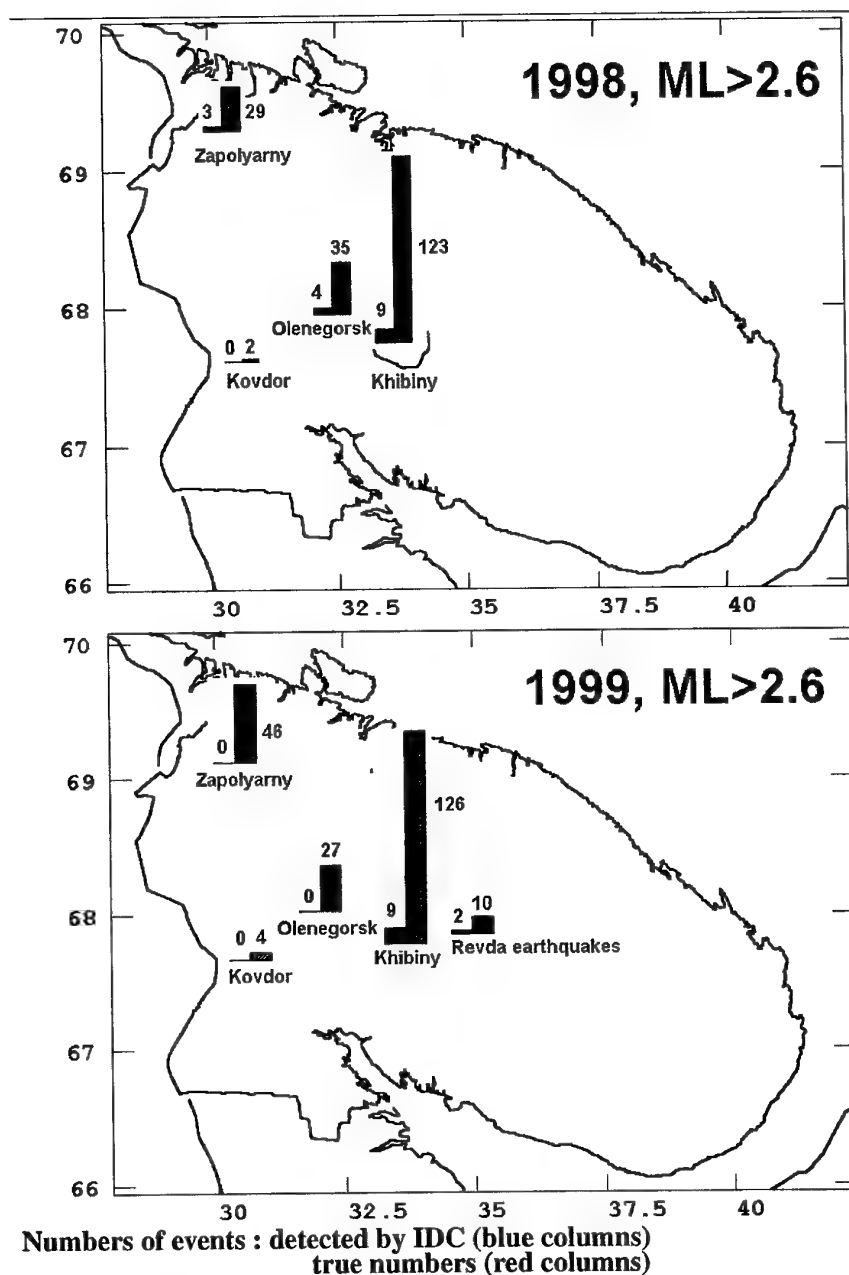 70
1998, ML>2.6
3 29
Zapolyarny
69
35
123
4
9
68
Olenegorsk
0 2
Kovdor
Khibiny
67
66
30 32.5 35 37.5 40
70
1999, ML>2.6
46
0
Zapolyarny
69
126
27
0
9
2 10
68
Olenegorsk
Khibiny
Revda earthquakes
0 4
Kovdor
67
66
30 32.5 35 37.5 40
Numbers of events : detected by IDC (blue columns)
true numbers (red columns)